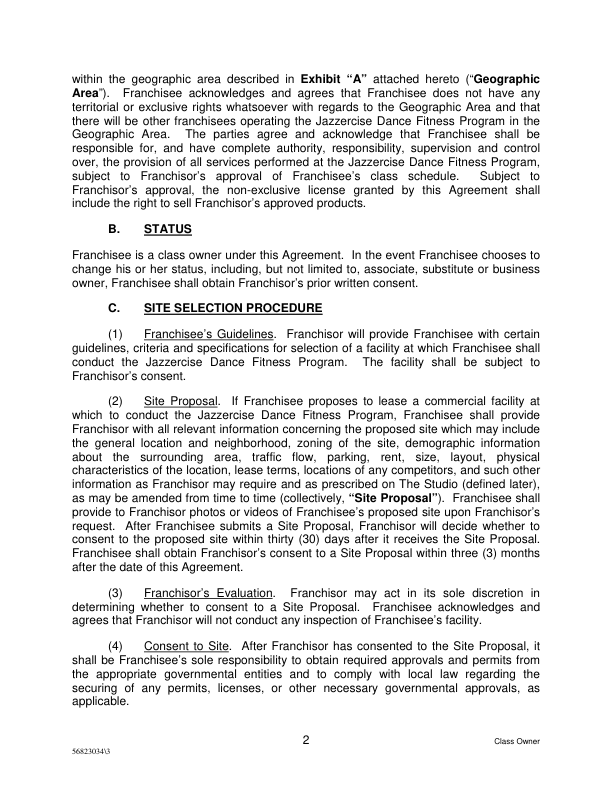 within the geographic area described in Exhibit “A” attached hereto (“Geographic
Area”). Franchisee acknowledges and agrees that Franchisee does not have any
territorial or exclusive rights whatsoever with regards to the Geographic Area and that
there will be other franchisees operating the Jazzercise Dance Fitness Program in the
Geographic Area. The parties agree and acknowledge that Franchisee shall be
responsible for, and have complete authority, responsibility, supervision and control
over, the provision of all services performed at the Jazzercise Dance Fitness Program,
subject to Franchisor’s approval of Franchisee’s class schedule. Subject to
Franchisor’s approval, the non-exclusive license granted by this Agreement shall
include the right to sell Franchisor’s approved products.
B. STATUS
Franchisee is a class owner under this Agreement. In the event Franchisee chooses to
change his or her status, including, but not limited to, associate, substitute or business
owner, Franchisee shall obtain Franchisor’s prior written consent.
C. SITE SELECTION PROCEDURE
(1) Franchisee’s Guidelines. Franchisor will provide Franchisee with certain
guidelines, criteria and specifications for selection of a facility at which Franchisee shall
conduct the Jazzercise Dance Fitness Program. The facility shall be subject to
Franchisor’s consent.
(2) Site Proposal. If Franchisee proposes to lease a commercial facility at
which to conduct the Jazzercise Dance Fitness Program, Franchisee shall provide
Franchisor with all relevant information concerning the proposed site which may include
the general location and neighborhood, zoning of the site, demographic information
about the surrounding area, traffic flow, parking, rent, size, layout, physical
characteristics of the location, lease terms, locations of any competitors, and such other
information as Franchisor may require and as prescribed on The Studio (defined later),
as may be amended from time to time (collectively, “Site Proposal”). Franchisee shall
provide to Franchisor photos or videos of Franchisee’s proposed site upon Franchisor’s
request. After Franchisee submits a Site Proposal, Franchisor will decide whether to
consent to the proposed site within thirty (30) days after it receives the Site Proposal.
Franchisee shall obtain Franchisor’s consent to a Site Proposal within three (3) months
after the date of this Agreement.
(3) Franchisor’s Evaluation. Franchisor may act in its sole discretion in
determining whether to consent to a Site Proposal. Franchisee acknowledges and
agrees that Franchisor will not conduct any inspection of Franchisee’s facility.
(4) Consent to Site. After Franchisor has consented to the Site Proposal, it
shall be Franchisee’s sole responsibility to obtain required approvals and permits from
the appropriate governmental entities and to comply with local law regarding the
securing of any permits, licenses, or other necessary governmental approvals, as
applicable.
2
Class Owner
56823034\3